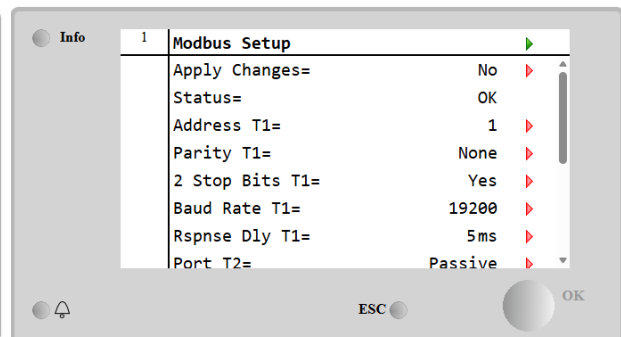 Info
1 Modbus Setup
Apply Changes= No
Status= OK
Address T1= 1
Parity T1= None
2 Stop Bits T1= Yes
Baud Rate T1= 19200
Rspnse Dly T1= 5ms
Port T2= Passive
ESC
OK